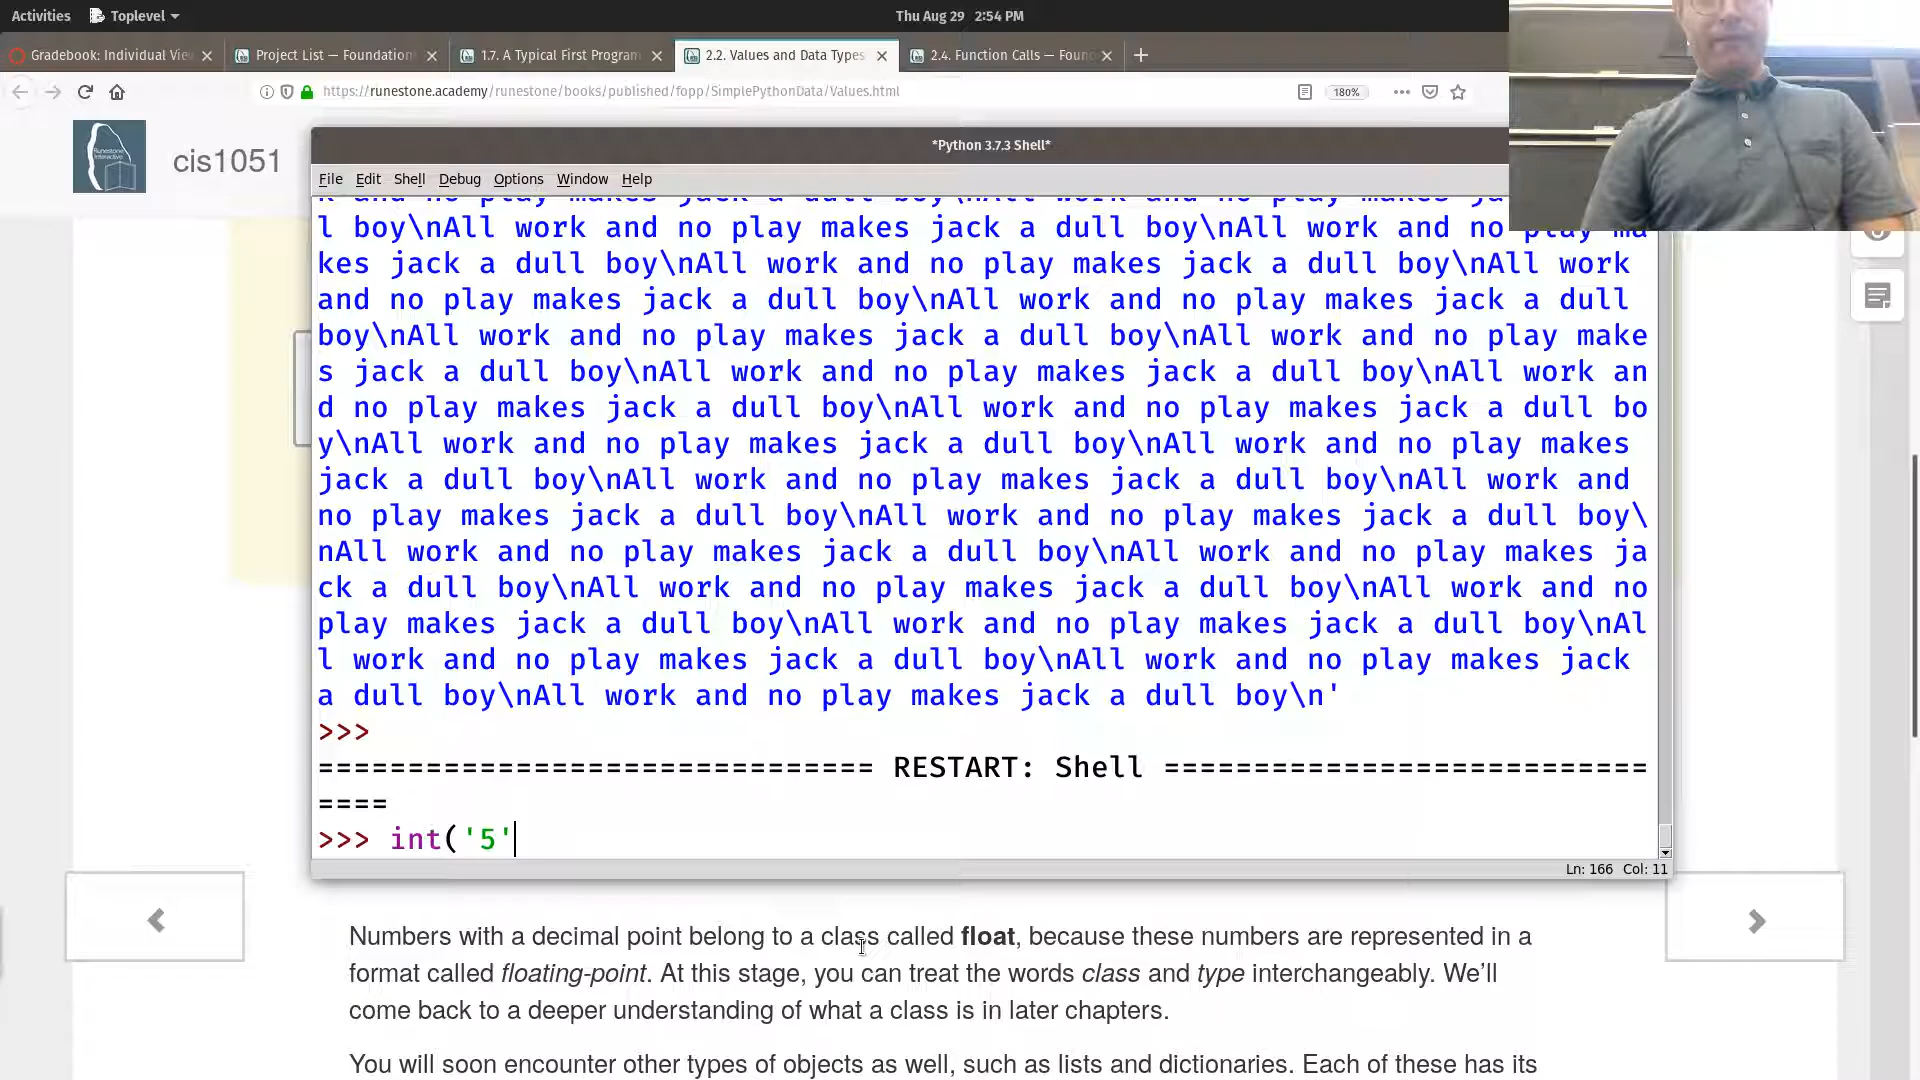 Activities Toplevel Thu Aug 29 2:54 PM
Gradebook: Individual Vie Project List — Foundation 1.7. A Typical First Program 2.2. Values and Data Types 2.4. Function Calls — Foun
https://runestone.academy/runestone/books/published/fopp/SimplePythonData/Values.html 180%
cis1051
*Python 3.7.3 Shell*
File Edit Shell Debug Options Window Help
k and no play makes jack a dull boy\nAll work and no play makes ja
l boy\nAll work and no play makes jack a dull boy\nAll work and no play ma
kes jack a dull boy\nAll work and no play makes jack a dull boy\nAll work
and no play makes jack a dull boy\nAll work and no play makes jack a dull
boy\nAll work and no play makes jack a dull boy\nAll work and no play make
s jack a dull boy\nAll work and no play makes jack a dull boy\nAll work an
d no play makes jack a dull boy\nAll work and no play makes jack a dull bo
y\nAll work and no play makes jack a dull boy\nAll work and no play makes
jack a dull boy\nAll work and no play makes jack a dull boy\nAll work and
no play makes jack a dull boy\nAll work and no play makes jack a dull boy\
nAll work and no play makes jack a dull boy\nAll work and no play makes ja
ck a dull boy\nAll work and no play makes jack a dull boy\nAll work and no
play makes jack a dull boy\nAll work and no play makes jack a dull boy\nAl
l work and no play makes jack a dull boy\nAll work and no play makes jack
a dull boy\nAll work and no play makes jack a dull boy\n'
>>>
=============================== RESTART: Shell ===========================
====
>>> int('5'
Ln: 166 Col: 11
Numbers with a decimal point belong to a class called float, because these numbers are represented in a
format called floating-point. At this stage, you can treat the words class and type interchangeably. We’ll
come back to a deeper understanding of what a class is in later chapters.
You will soon encounter other types of objects as well, such as lists and dictionaries. Each of these has its